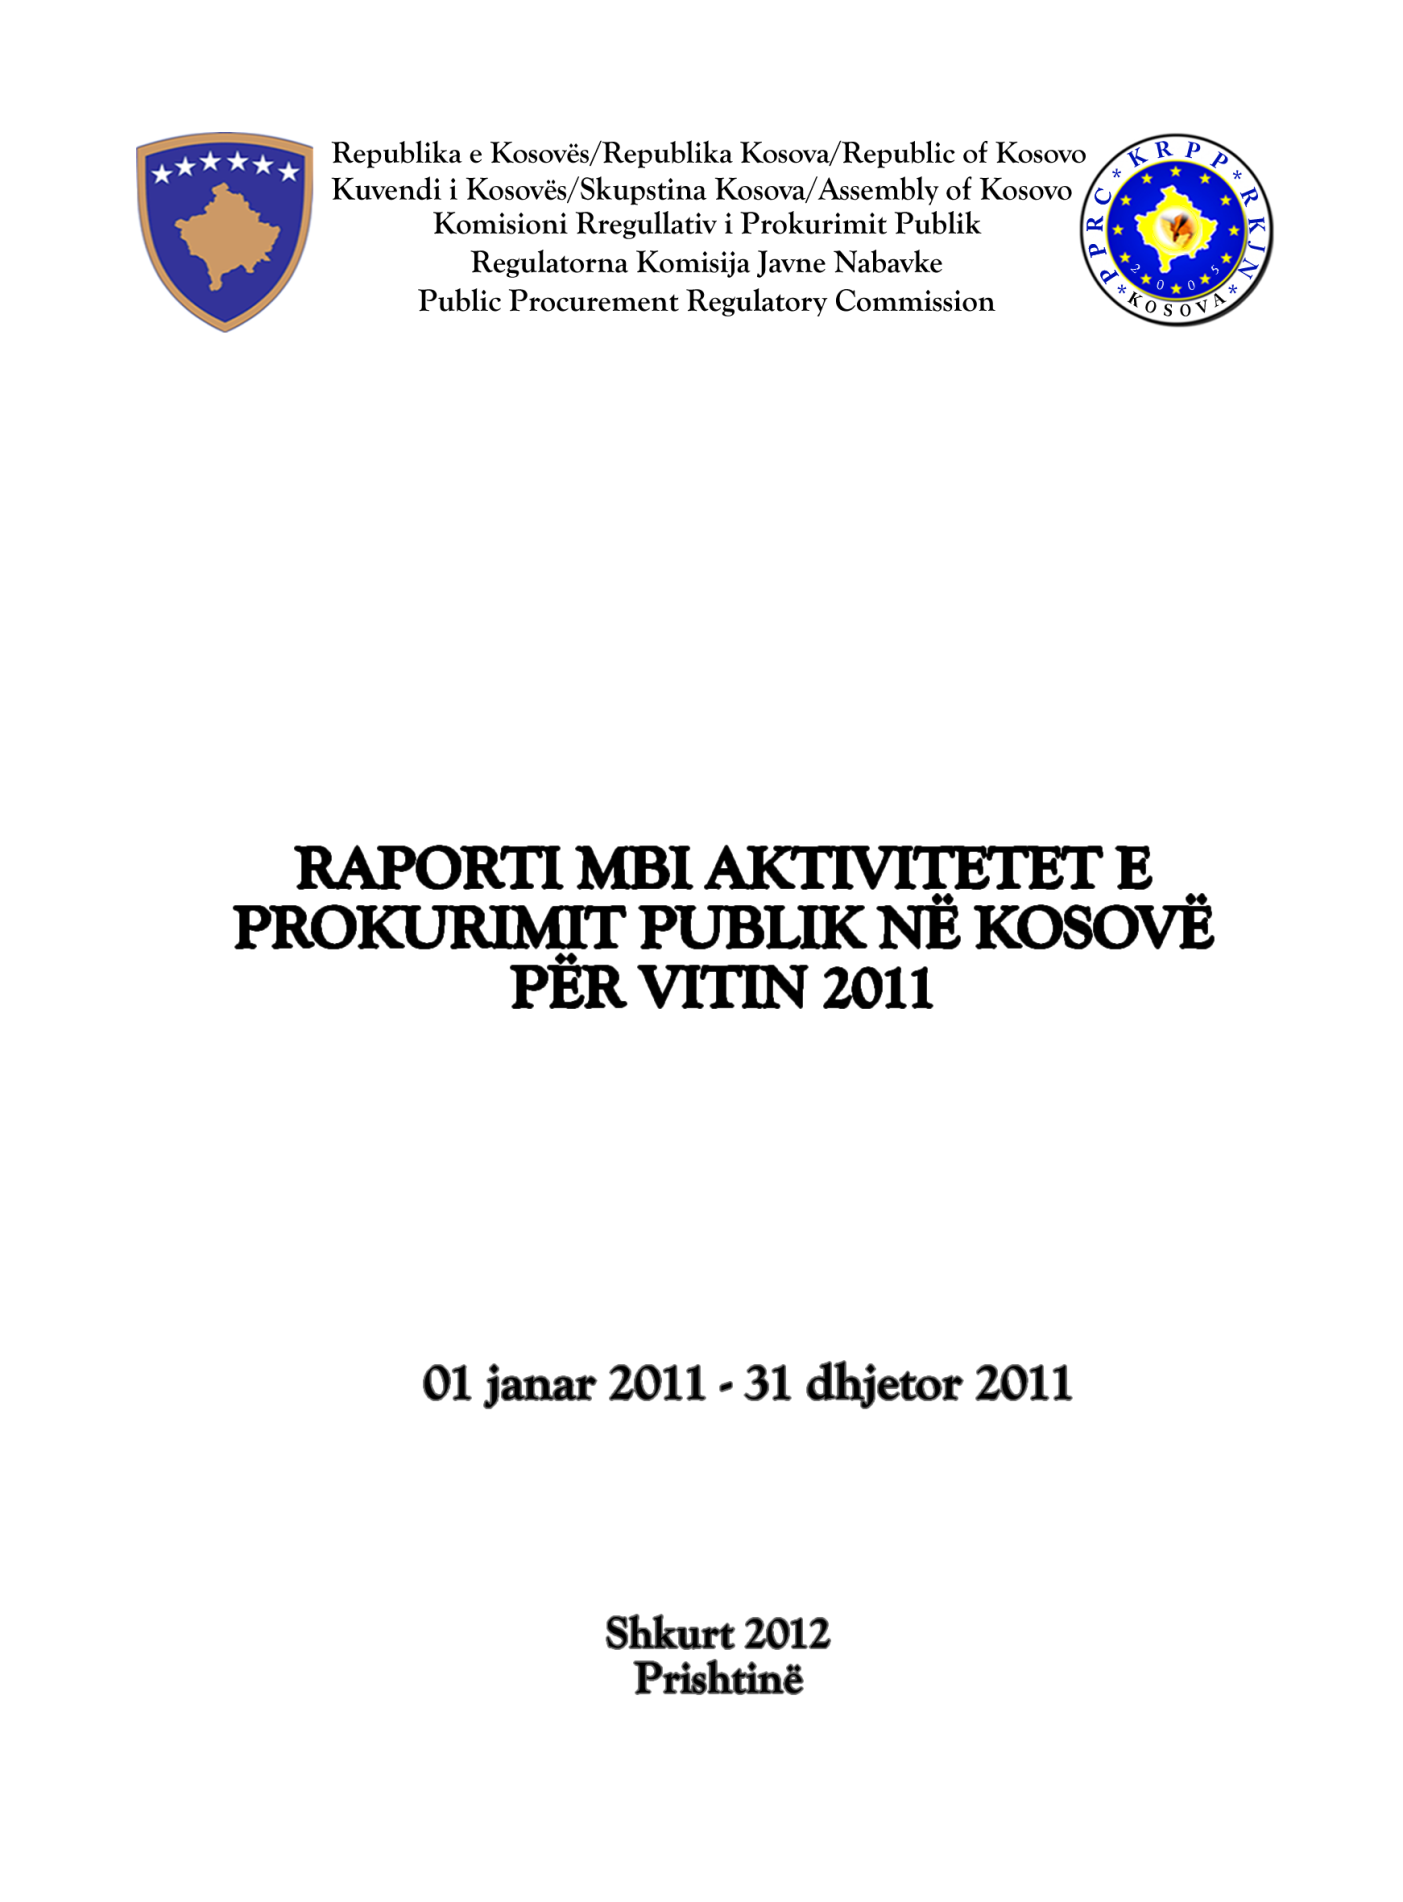 Republika e Kosovës/Republika Kosova/Republic of Kosovo
Kuvendi i Kosovës/Skupstina Kosova/Assembly of Kosovo
Komisioni Rregullativ i Prokurimit Publik
Regulatorna Komisija Javne Nabavke
Public Procurement Regulatory Commission
PPRC * KRPP * RKJN
* KOSOVA *
2005
RAPORTI MBI AKTIVITETET E
PROKURIMIT PUBLIK NË KOSOVË
PËR VITIN 2011
01 janar 2011 - 31 dhjetor 2011
Shkurt 2012
Prishtinë